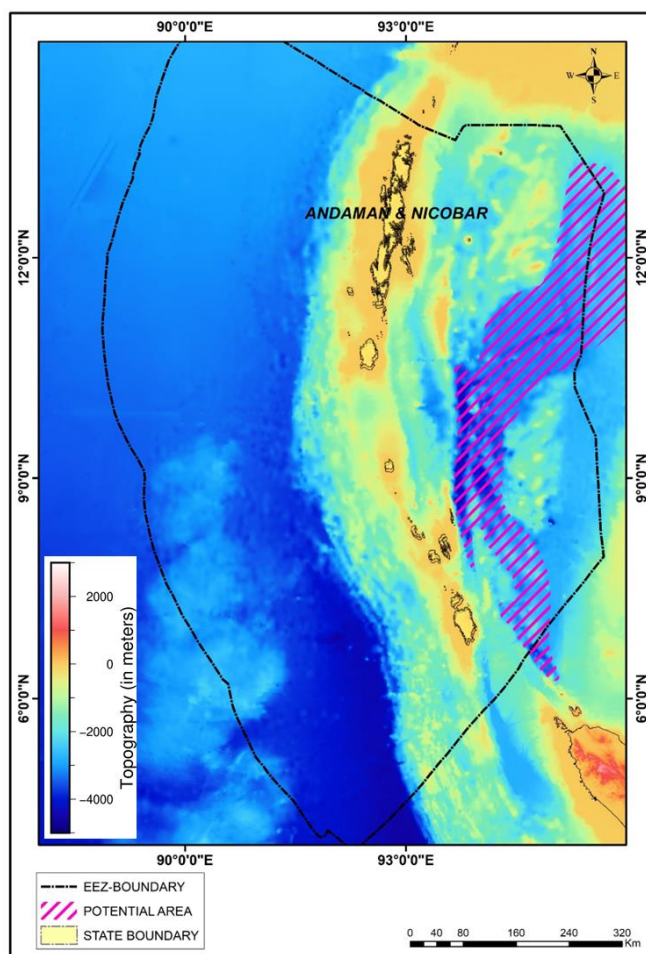 90°0'0"E 93°0'0"E
N
W E
S
ANDAMAN & NICOBAR
12°0'0"N 12°0'0"N
9°0'0"N 9°0'0"N
6°0'0"N 6°0'0"N
2000
0
−2000
−4000
Topography (in meters)
90°0'0"E 93°0'0"E
EEZ-BOUNDARY
POTENTIAL AREA
STATE BOUNDARY
0 40 80 160 240 320
Km